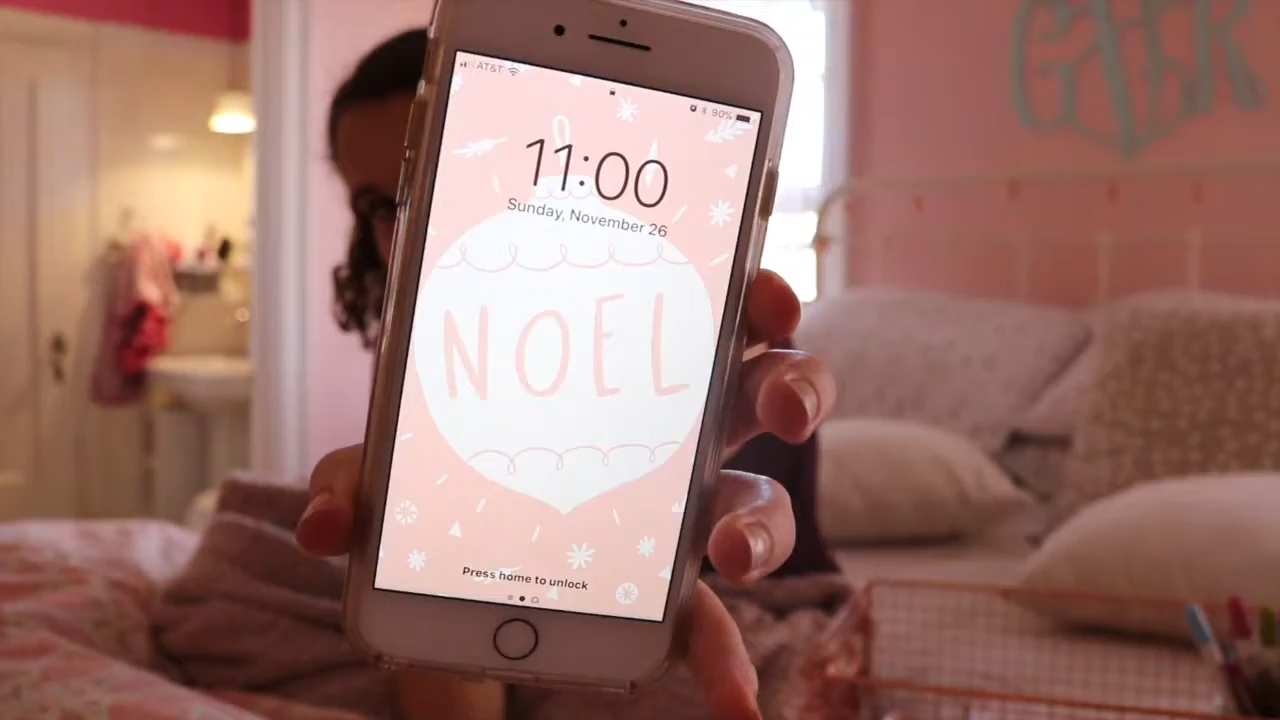 AT&T
90%
11:00
Sunday, November 26
NOEL
Press home to unlock